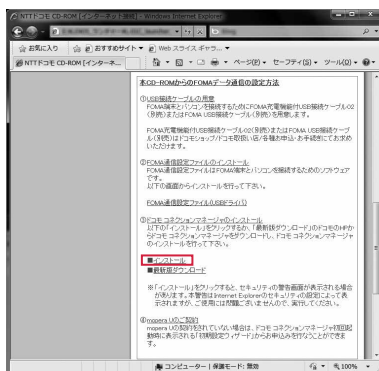 NTTドコモ CD-ROM [インターネット接続] - Windows Internet Explorer
Bing
お気に入り おすすめサイト Web スライス ギャラ...
NTTドコモ CD-ROM [インターネ... ページ(P) セーフティ(S) ツール(O)
本CD-ROMからのFOMAデータ通信の設定方法
①USB接続ケーブルの用意
FOMA端末とパソコンを接続するためにFOMA充電機能付USB接続ケーブル02
(別売)またはFOMA USB接続ケーブル(別売)を用意します。
FOMA充電機能付USB接続ケーブル02(別売)またはFOMA USB接続ケーブ
ル(別売)はドコモショップ/ドコモ取扱い店/各種お申込・お手続きにてお求め
いただけます。
②FOMA通信設定ファイルのインストール
FOMA通信設定ファイルはFOMA端末とパソコンを接続するためのソフトウェア
です。
以下の画面からインストールを行って下さい。
FOMA通信設定ファイル(USBドライバ)
③ドコモ コネクションマネージャのインストール
以下の「インストール」をクリックするか、「最新版ダウンロード」のドコモのHPか
らドコモ コネクションマネージャをダウンロードし、ドコモ コネクションマネージャ
のインストールを行って下さい。
■インストール
■最新版ダウンロード
※「インストール」をクリックすると、セキュリティの警告画面が表示される場合
があります。本警告は Internet Explorerのセキュリティの設定によって表
示されますが、ご使用には問題ございませんので、実行してください。
④mopera Uのご契約
mopera Uの契約をされていない場合は、ドコモ コネクションマネージャ初回起
動時に表示される「初期設定ウィザード」からお申込みを行なうことができま
す。
コンピューター | 保護モード: 無効 100%